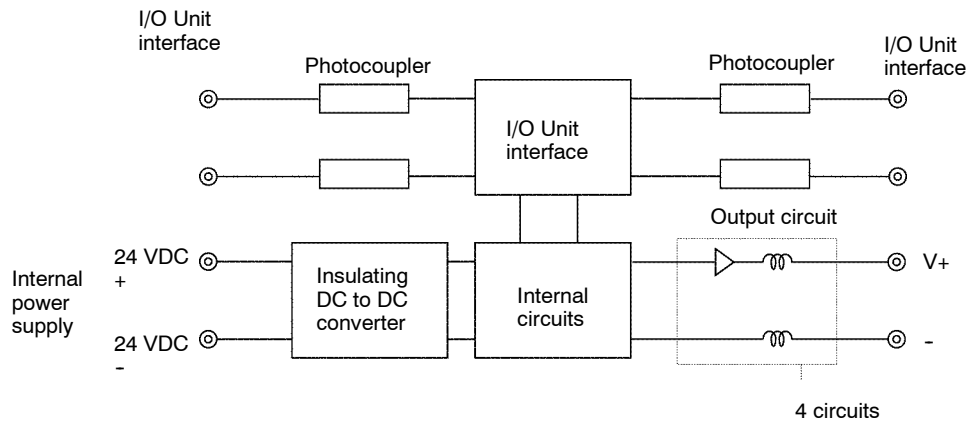 I/O Unit
interface
I/O Unit
interface
Photocoupler
Photocoupler
I/O Unit
interface
Output circuit
Internal
power
supply
24 VDC
+
24 VDC
-
Insulating
DC to DC
converter
Internal
circuits
V+
-
4 circuits